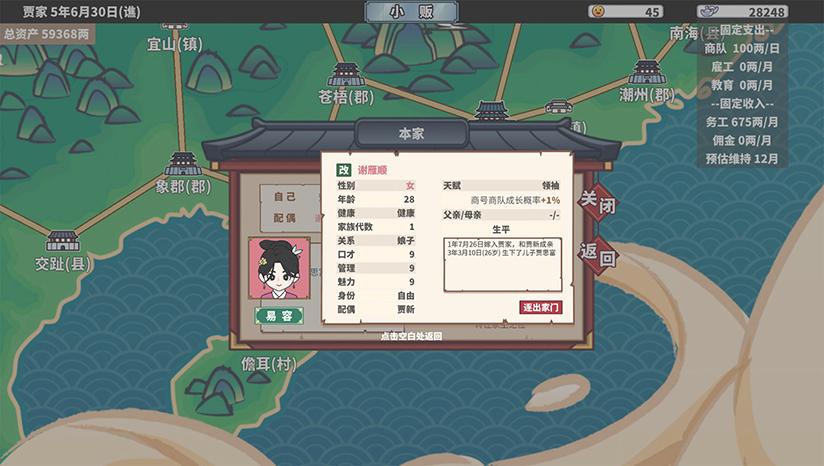 贾家 5年6月30日(谯)
小贩
45
28248
总资产 59368两
--固定支出--
商队 100两/日
雇工 0两/月
教育 0两/月
--固定收入--
务工 675两/月
佣金 0两/月
预估维持 12月
宜山(镇)
南海(县)
苍梧(郡)
潮州(郡)
镇)
象郡(郡)
交趾(县)
儋耳(村)
本家
自己
配偶
改 谢雁顺
性别 女
年龄 28
健康 健康
家族代数 1
关系 娘子
口才 9
管理 9
魅力 9
身份 自由
配偶 贾新
天赋 领袖
商号商队成长概率+1%
父亲/母亲 -/-
生平
1年7月26日嫁入贾家，和贾新成亲
3年3月10日(26岁) 生下了儿子贾思富
逐出家门
易容
关闭
返回
点击空白处返回